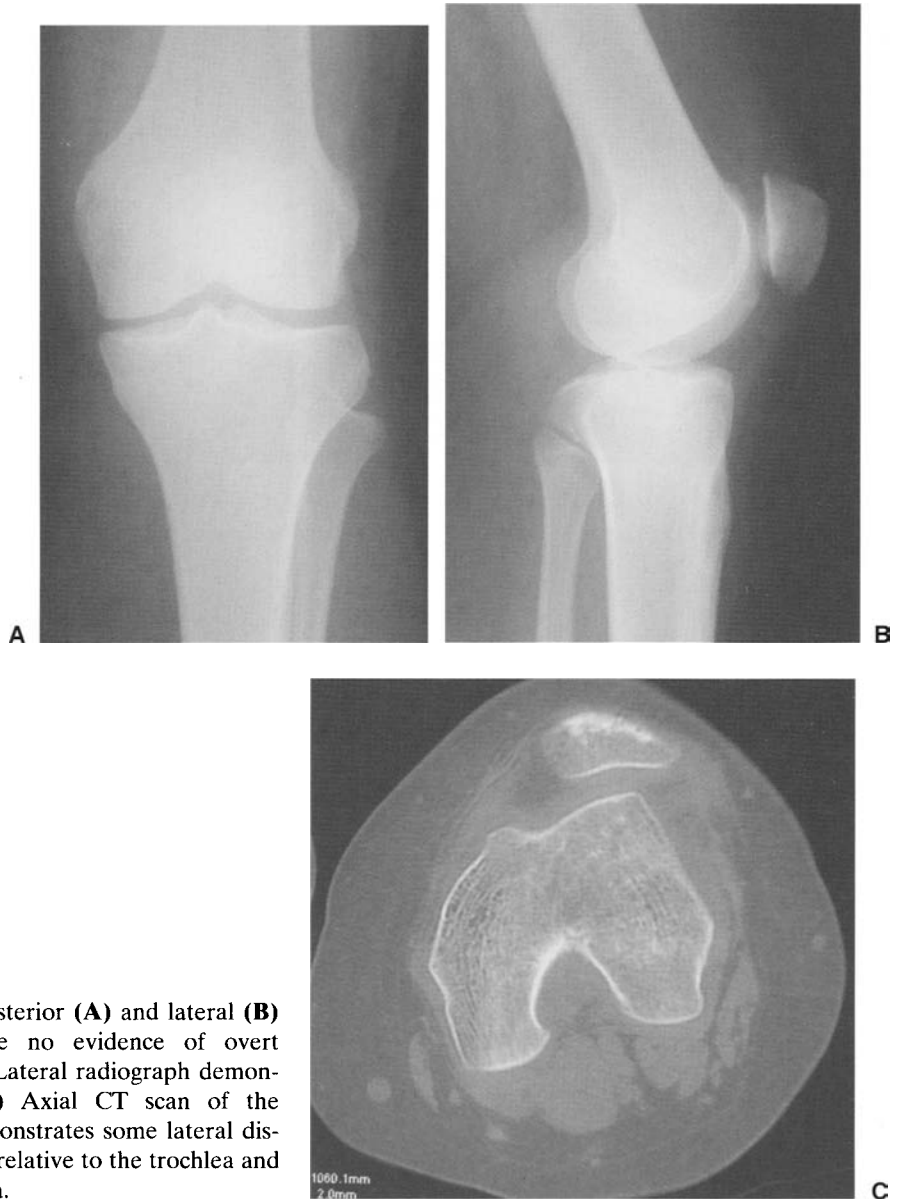 A
B
sterior (A) and lateral (B)
e no evidence of overt
Lateral radiograph demon-
) Axial CT scan of the
onstrates some lateral dis-
relative to the trochlea and
1060.1mm
2.0mm
C